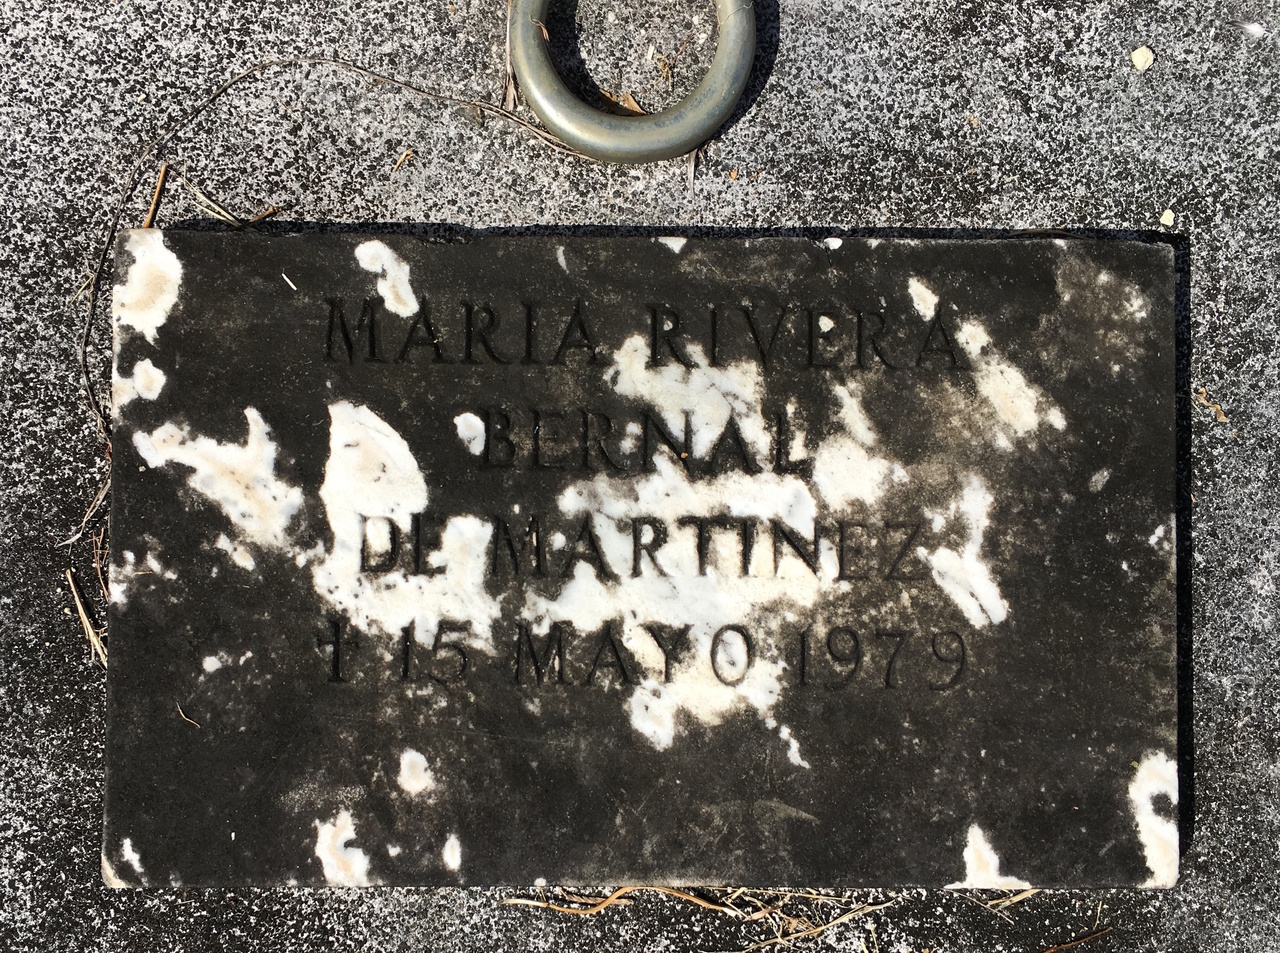 MARIA RIVERA
BERNAL
DE MARTINEZ
† 15 MAYO 1979